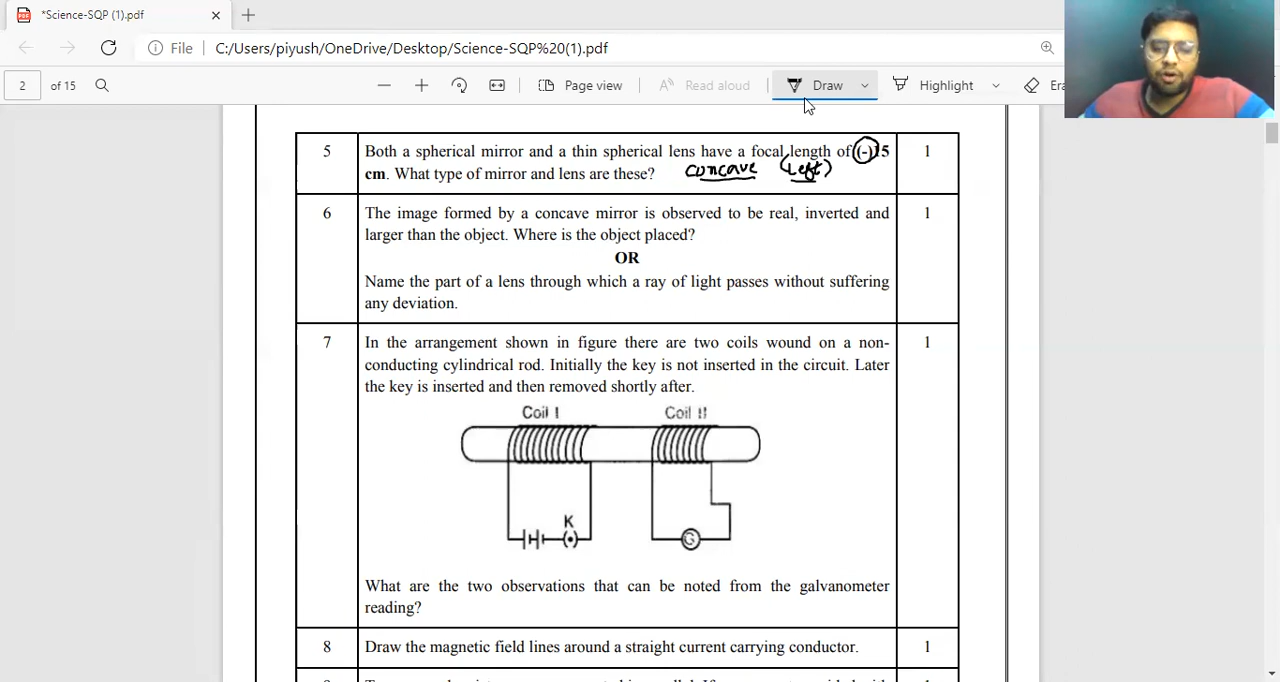 *Science-SQP (1).pdf
File
C:/Users/piyush/OneDrive/Desktop/Science-SQP%20(1).pdf
2 of 15
Page view
Read aloud
Draw
Highlight
Era
5 Both a spherical mirror and a thin spherical lens have a focal length of (-)15 1
cm. What type of mirror and lens are these? concave (Left)
6 The image formed by a concave mirror is observed to be real, inverted and 1
larger than the object. Where is the object placed?
OR
Name the part of a lens through which a ray of light passes without suffering
any deviation.
7 In the arrangement shown in figure there are two coils wound on a non- 1
conducting cylindrical rod. Initially the key is not inserted in the circuit. Later
the key is inserted and then removed shortly after.
Coil I Coil II
K
G
What are the two observations that can be noted from the galvanometer
reading?
8 Draw the magnetic field lines around a straight current carrying conductor. 1